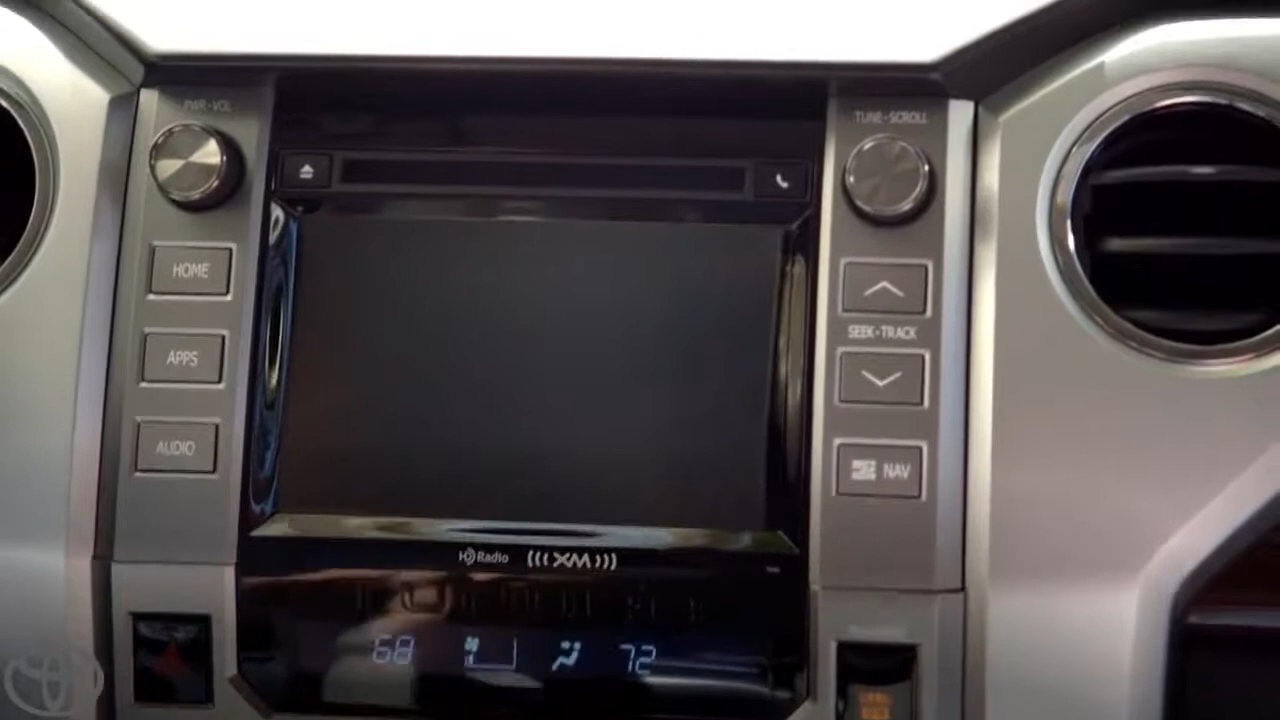 PWR•VOL
TUNE•SCROLL
HOME
APPS
AUDIO
SEEK•TRACK
NAV
HD Radio
(((XM)))
68
72